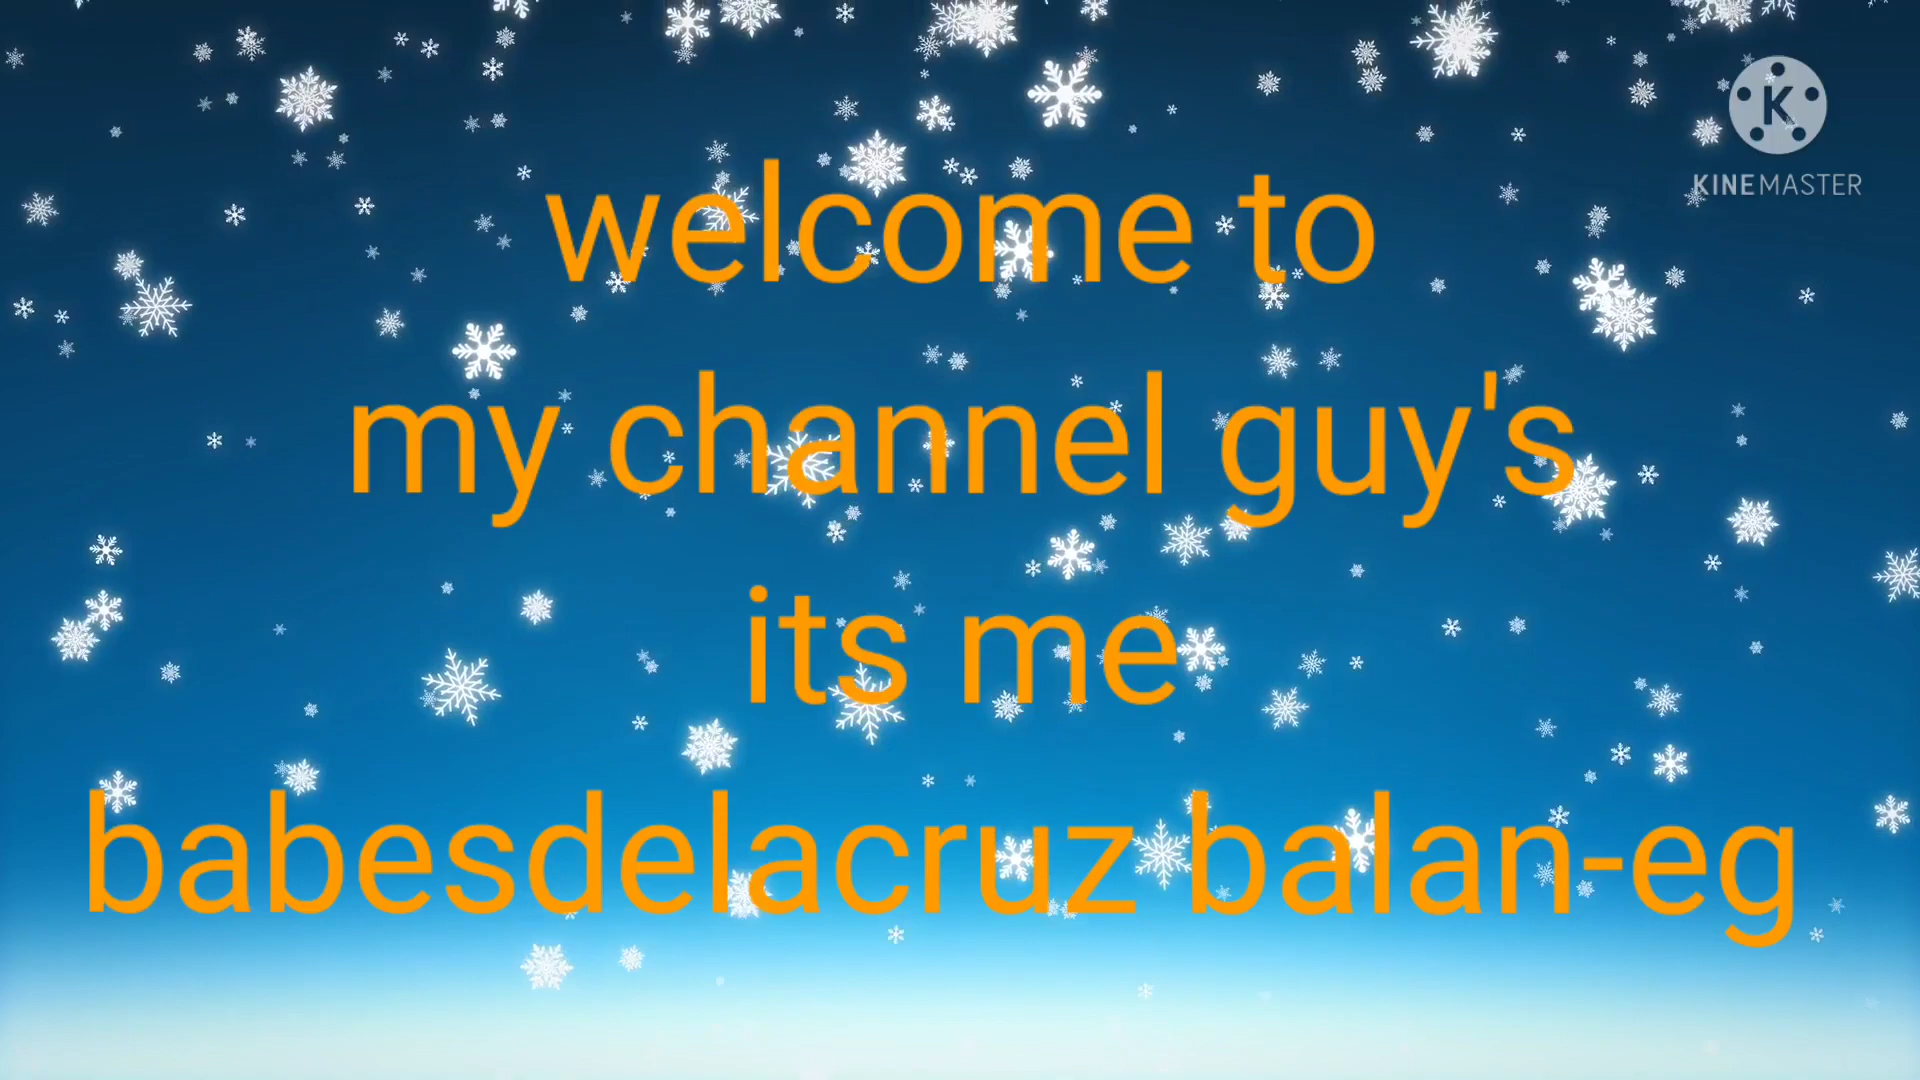 K
KINEMASTER
welcome to
my channel guy's
its me
babesdelacruz balan-eg